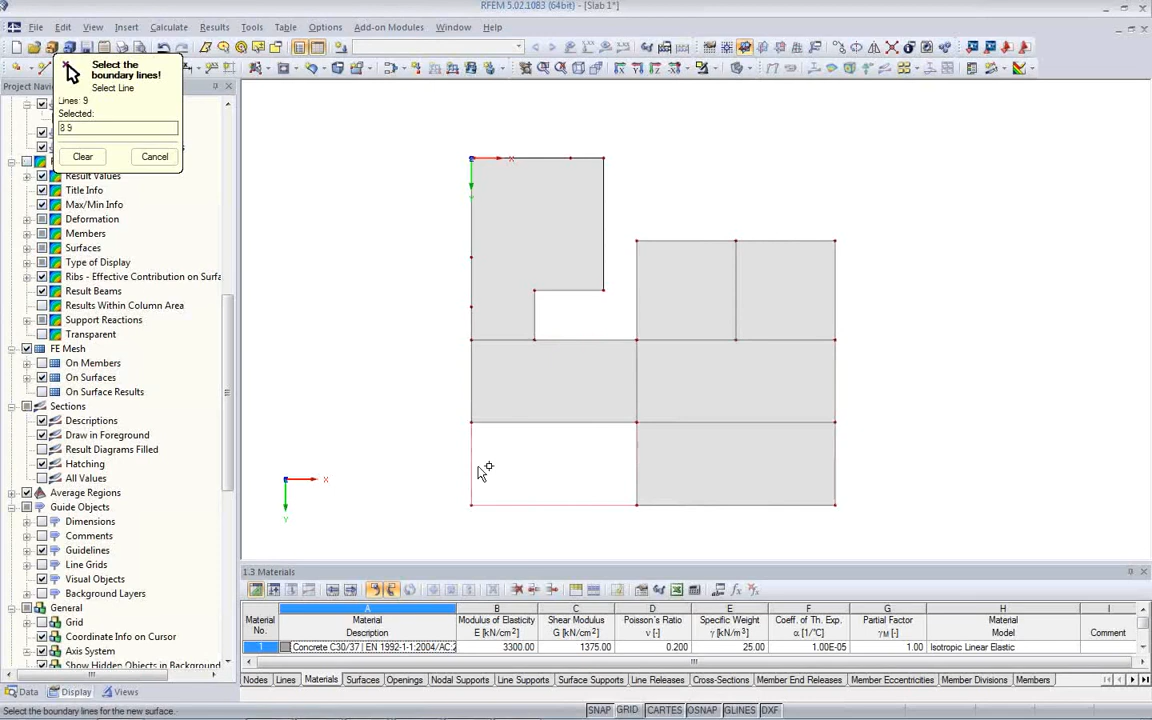 RFEM 5.02.1083 (64bit) - [Slab 1*]
File Edit View Insert Calculate Results Tools Table Options Add-on Modules Window Help
Select the
boundary lines!
Select Line
Lines: 9
Selected:
8 9
Clear Cancel
Project Navi
Result Values
Title Info
Max/Min Info
Deformation
Members
Surfaces
Type of Display
Ribs - Effective Contribution on Surfa
Result Beams
Results Within Column Area
Support Reactions
Transparent
FE Mesh
On Members
On Surfaces
On Surface Results
Sections
Descriptions
Draw in Foreground
Result Diagrams Filled
Hatching
All Values
Average Regions
Guide Objects
Dimensions
Comments
Guidelines
Line Grids
Visual Objects
Background Layers
General
Grid
Coordinate Info on Cursor
Axis System
Show Hidden Objects in Background
Data Display Views
X
X
Y
1.3 Materials
A B C D E F G H I
Material Material Modulus of Elasticity Shear Modulus Poisson's Ratio Specific Weight Coeff. of Th. Exp. Partial Factor Material
No. Description E [kN/cm2] G [kN/cm2] ν [-] γ [kN/m3] α [1/°C] γM [-] Model Comment
1 Concrete C30/37 | EN 1992-1-1:2004/AC:2 3300.00 1375.00 0.200 25.00 1.00E-05 1.00 Isotropic Linear Elastic
Nodes Lines Materials Surfaces Openings Nodal Supports Line Supports Surface Supports Line Releases Cross-Sections Member End Releases Member Eccentricities Member Divisions Members
Select the boundary lines for the new surface.
SNAP GRID CARTES OSNAP GLINES DXF